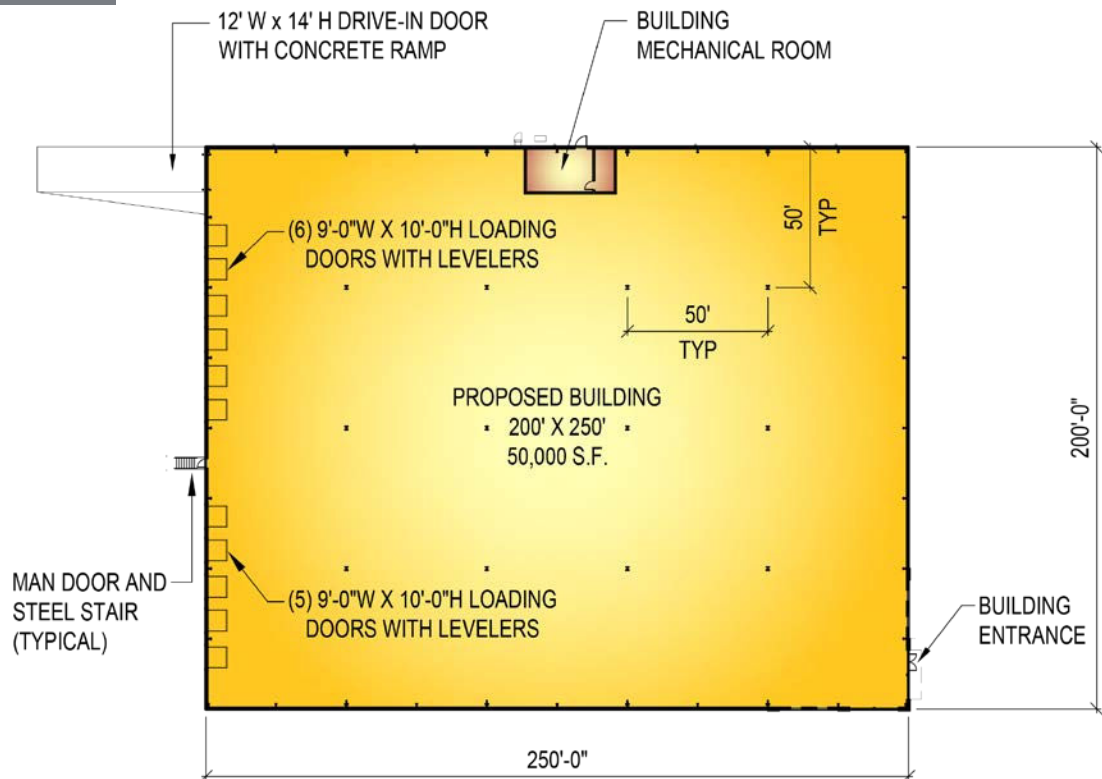 12' W x 14' H DRIVE-IN DOOR
WITH CONCRETE RAMP
BUILDING
MECHANICAL ROOM
(6) 9'-0"W X 10'-0"H LOADING
DOORS WITH LEVELERS
50'
TYP
50'
TYP
PROPOSED BUILDING
200' X 250'
50,000 S.F.
200'-0"
MAN DOOR AND
STEEL STAIR
(TYPICAL)
(5) 9'-0"W X 10'-0"H LOADING
DOORS WITH LEVELERS
BUILDING
ENTRANCE
250'-0"